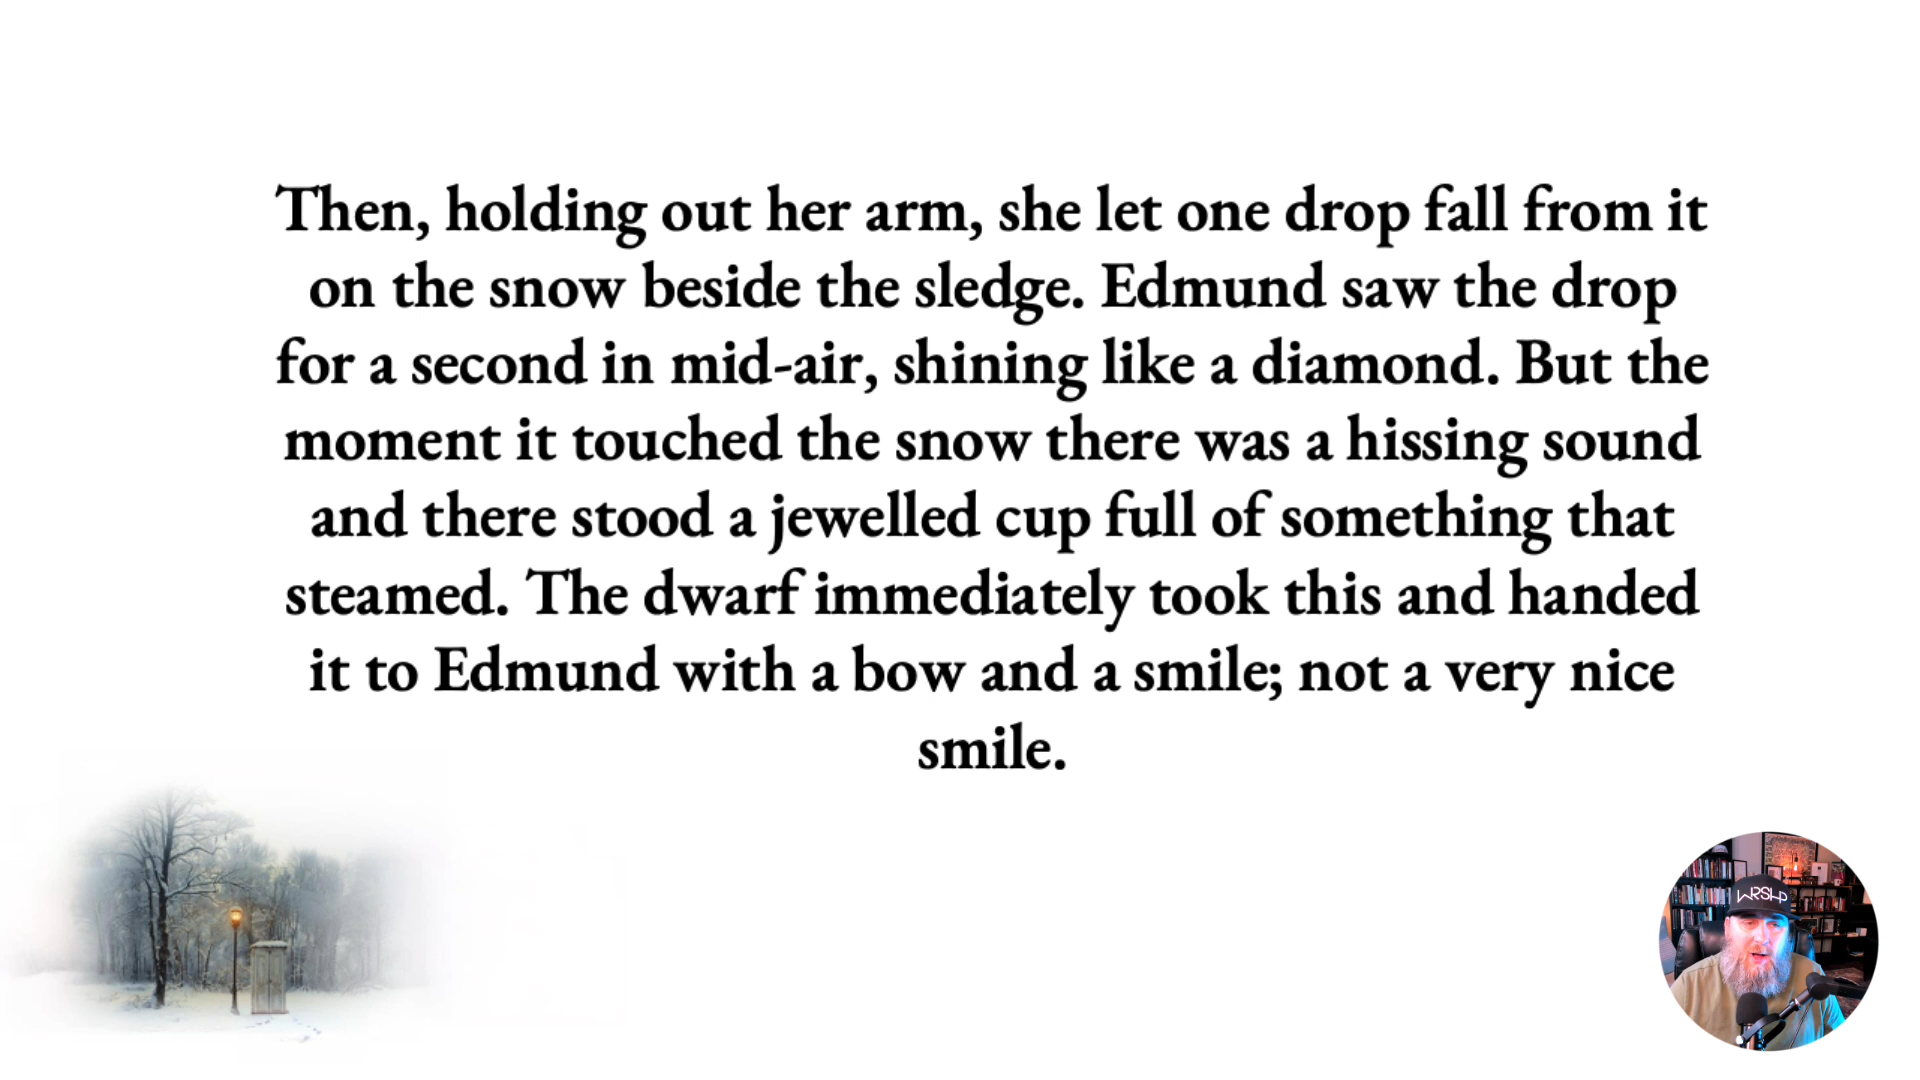 Then, holding out her arm, she let one drop fall from it
on the snow beside the sledge. Edmund saw the drop
for a second in mid-air, shining like a diamond. But the
moment it touched the snow there was a hissing sound
and there stood a jewelled cup full of something that
steamed. The dwarf immediately took this and handed
it to Edmund with a bow and a smile; not a very nice
smile.
WRSHP